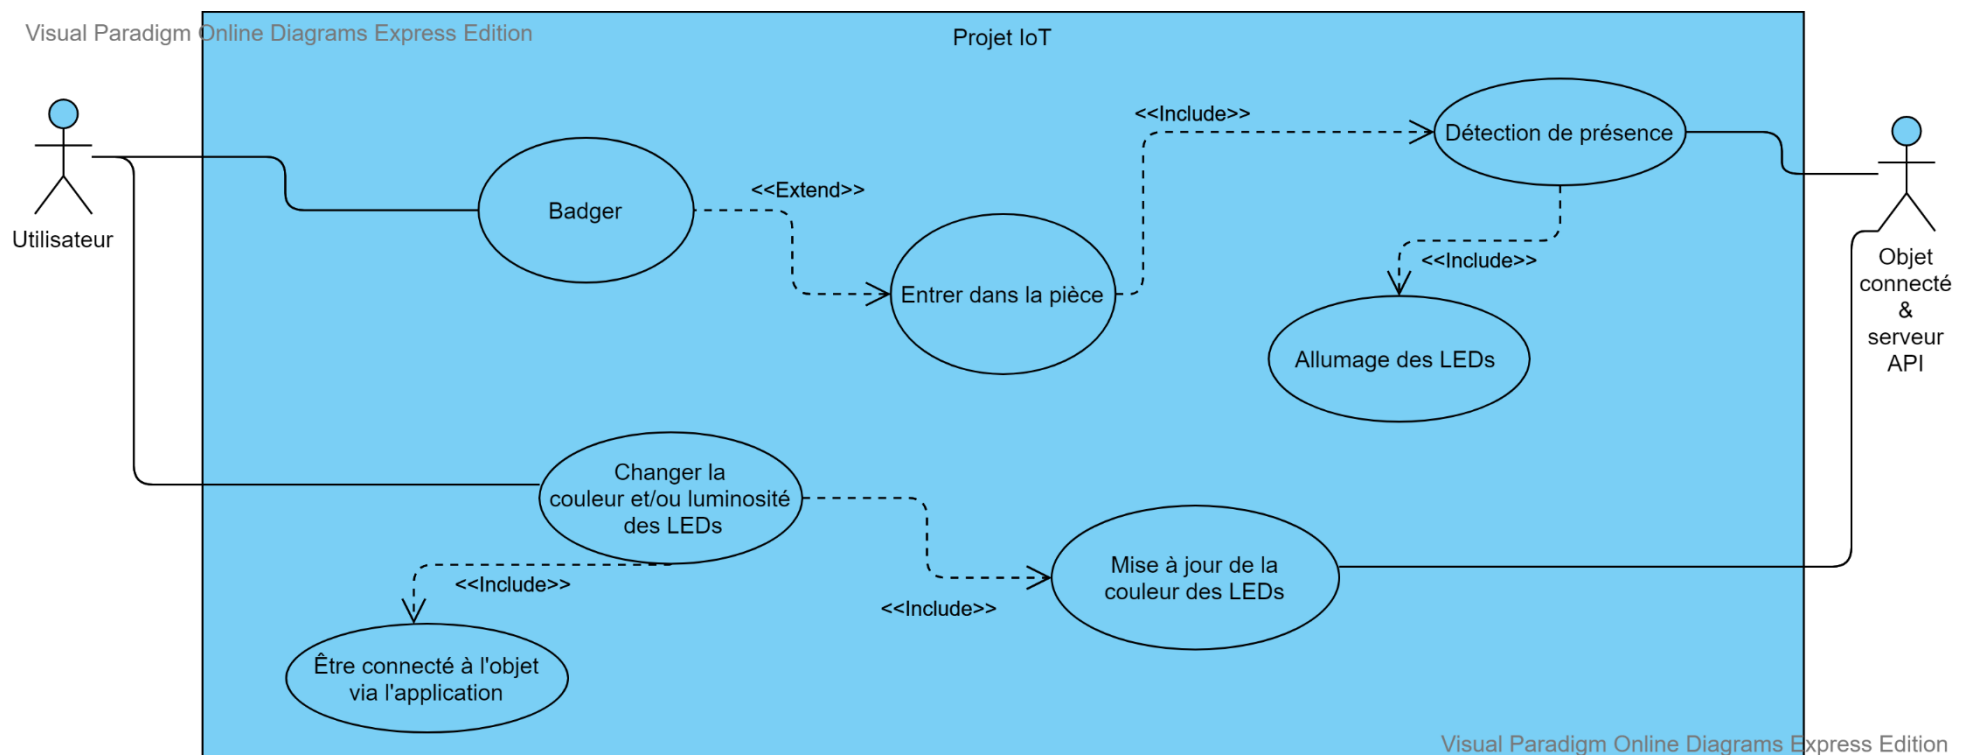 Visual Paradigm Online Diagrams Express Edition
Projet IoT
<<Include>>
Détection de présence
<<Extend>>
Badger
Utilisateur
Entrer dans la pièce
<<Include>>
Objet
connecté
&
serveur
API
Allumage des LEDs
Changer la
couleur et/ou luminosité
des LEDs
<<Include>>
<<Include>>
Mise à jour de la
couleur des LEDs
Être connecté à l'objet
via l'application
Visual Paradigm Online Diagrams Express Edition